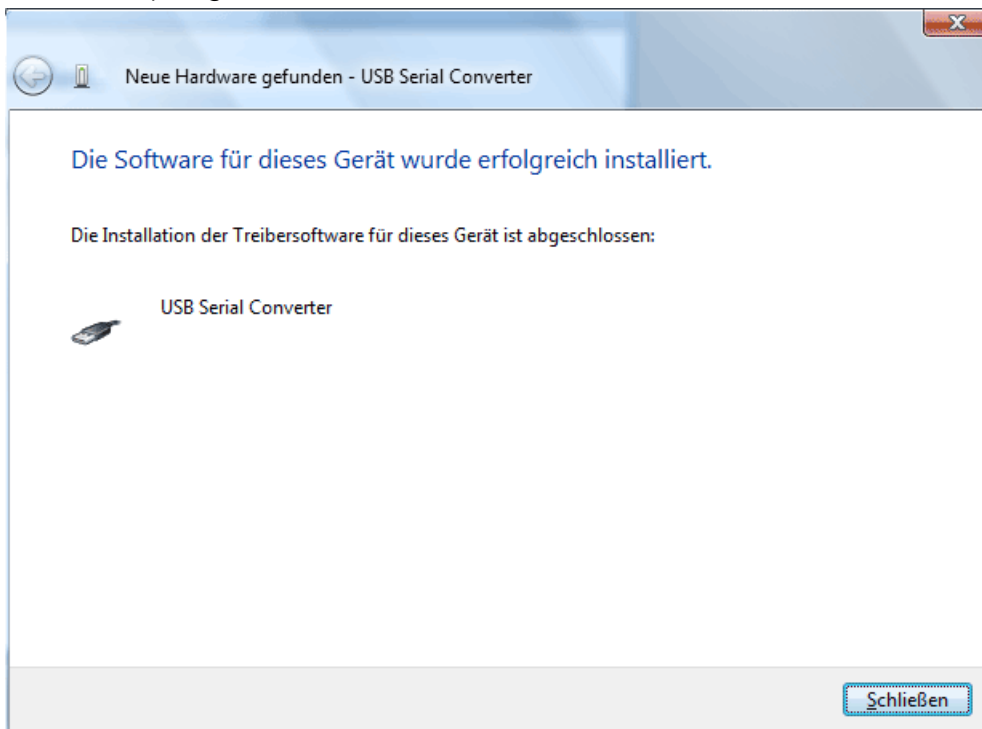 Neue Hardware gefunden - USB Serial Converter
Die Software für dieses Gerät wurde erfolgreich installiert.
Die Installation der Treibersoftware für dieses Gerät ist abgeschlossen:
USB Serial Converter
Schließen